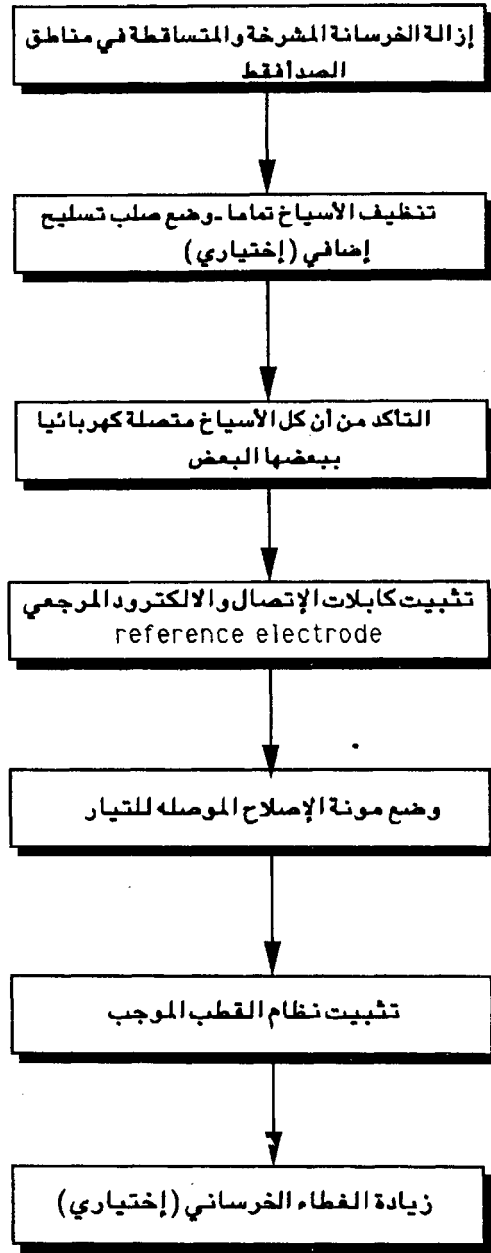 إزالة الخرسانة المشرخة والمتساقطة في مناطق
الصدأ فقط
تنظيف الأسياخ تماما - وضع صلب تسليح
إضافي (إختياري)
التأكد من أن كل الأسياخ متصلة كهربائيا
ببعضها البعض
تثبيت كابلات الإتصال والالكترود المرجعي
reference electrode
وضع مونة الإصلاح الموصله للتيار
تثبيت نظام القطب الموجب
زيادة الغطاء الخرساني (إختياري)